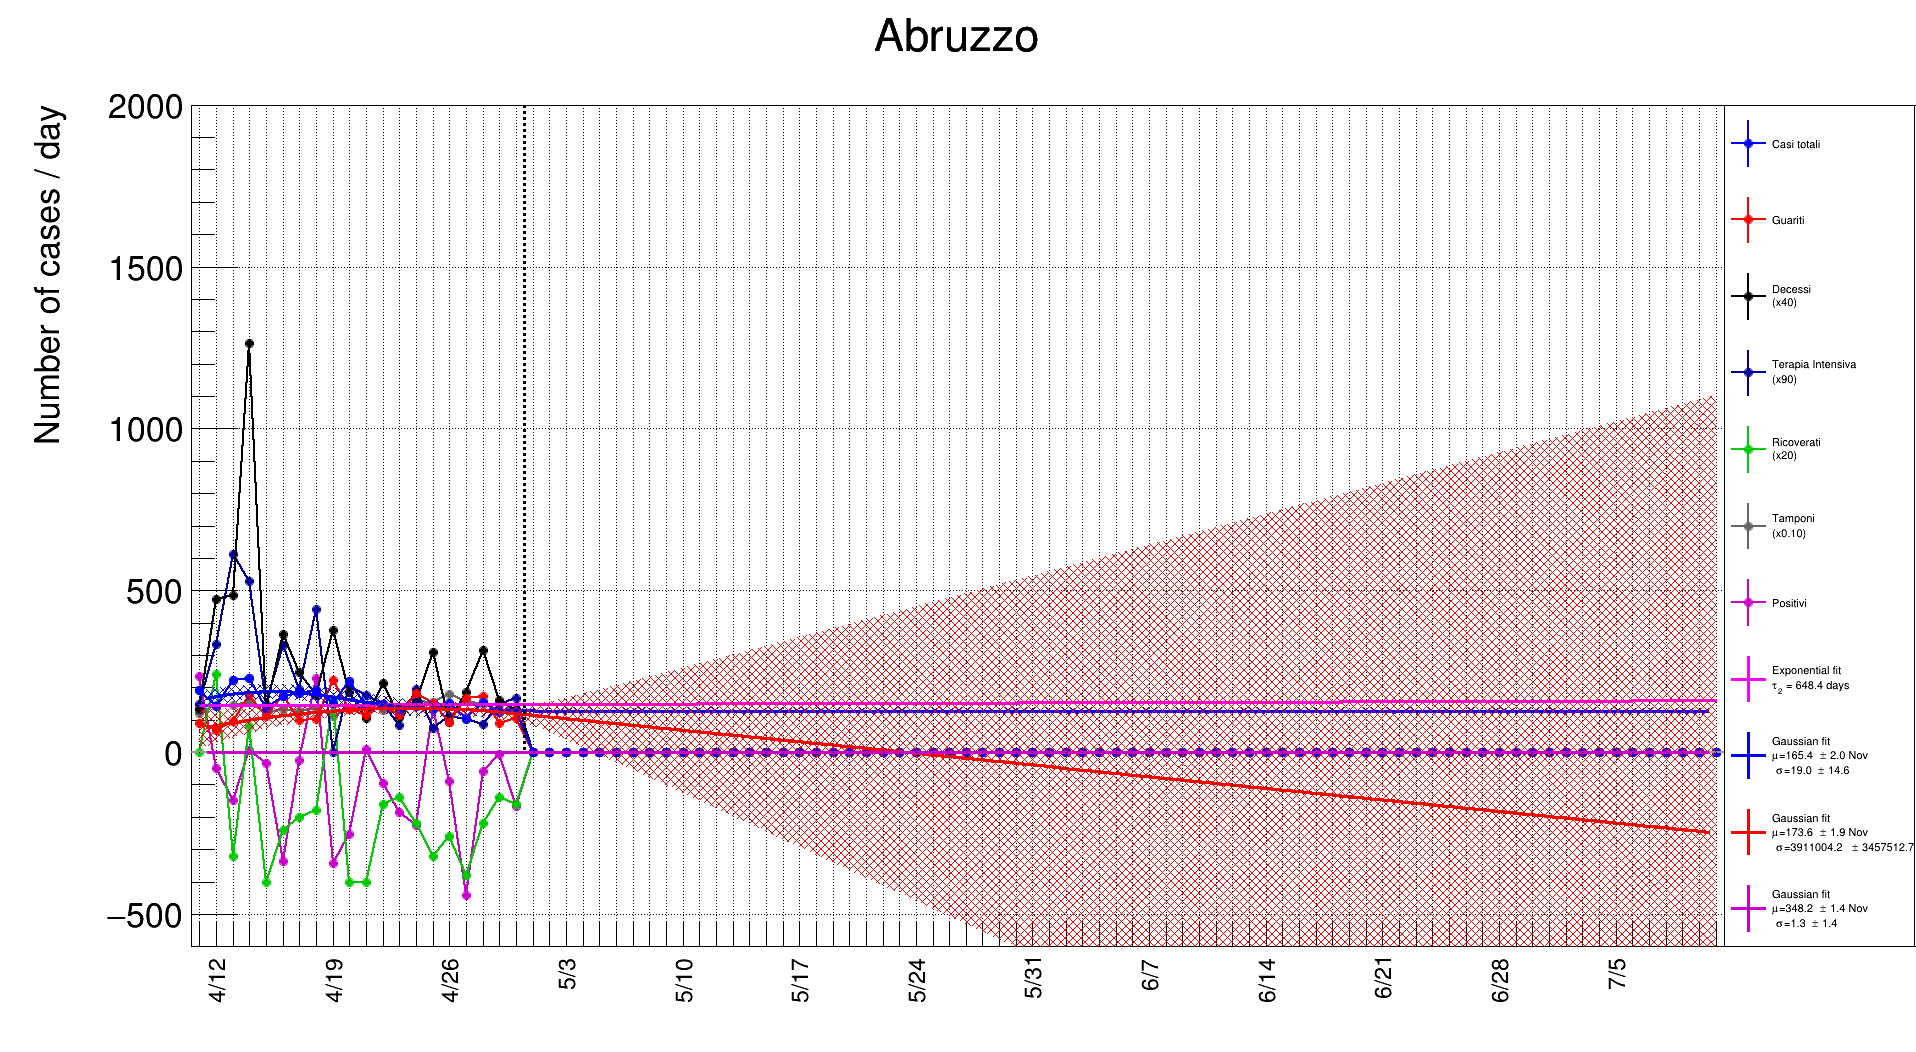 Abruzzo
Number of cases / day
2000
1500
1000
500
0
−500
4/12
4/19
4/26
5/3
5/10
5/17
5/24
5/31
6/7
6/14
6/21
6/28
7/5
Casi totali
Guariti
Decessi
(x40)
Terapia Intensiva
(x90)
Ricoverati
(x20)
Tamponi
(x0.10)
Positivi
Exponential fit
τ2 = 648.4 days
Gaussian fit
μ=165.4 ± 2.0 Nov
σ=19.0 ± 14.6
Gaussian fit
μ=173.6 ± 1.9 Nov
σ=3911004.2 ± 3457512.7
Gaussian fit
μ=348.2 ± 1.4 Nov
σ=1.3 ± 1.4